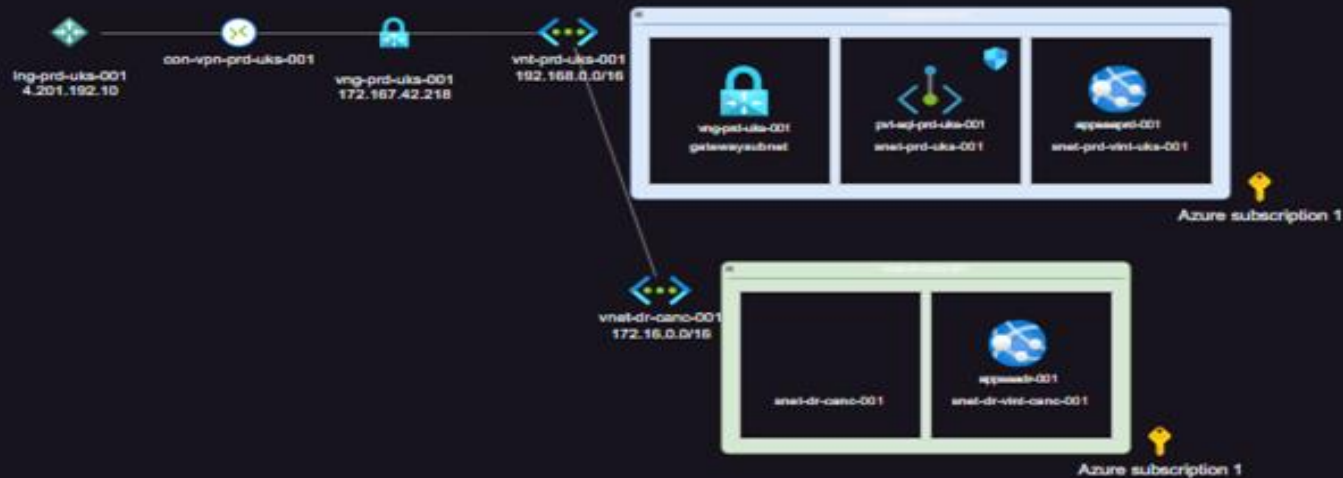 lng-prd-uks-001
4.201.192.10
con-vpn-prd-uks-001
vng-prd-uks-001
172.167.42.218
vnt-prd-uks-001
192.168.0.0/16
vng-prd-uks-001
gatewaysubnet
pvt-sql-prd-uks-001
snet-prd-uks-001
snet-prd-vint-uks-001
Azure subscription 1
vnet-dr-canc-001
172.16.0.0/16
snet-dr-canc-001
snet-dr-vint-canc-001
Azure subscription 1